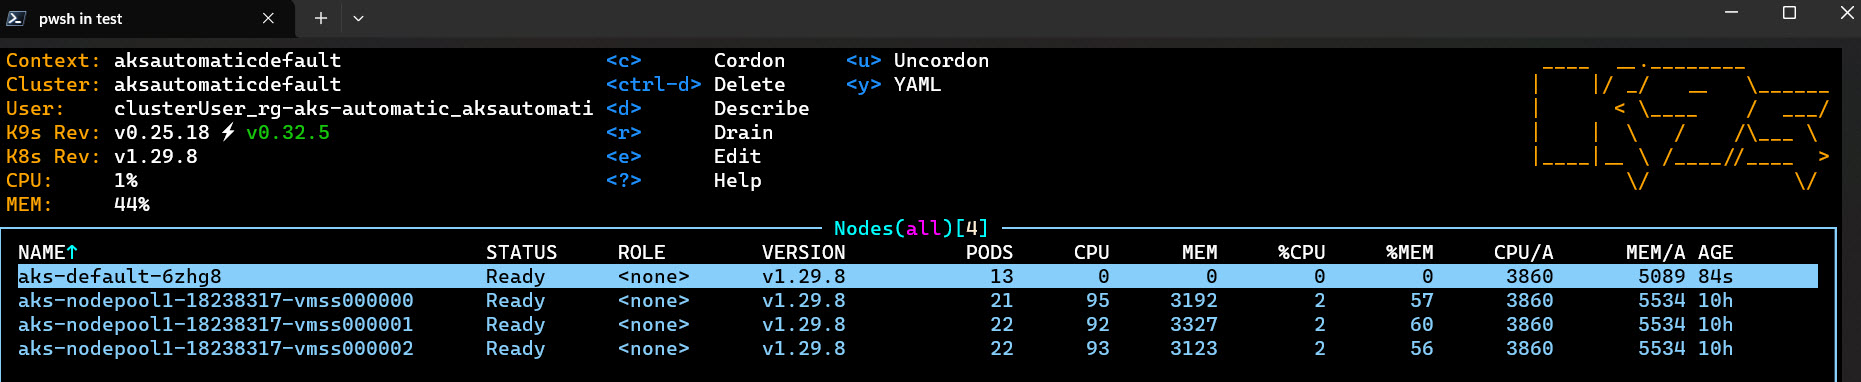 pwsh in test
Context: aksautomaticdefault <c> Cordon <u> Uncordon
Cluster: aksautomaticdefault <ctrl-d> Delete <y> YAML
User: clusterUser_rg-aks-automatic_aksautomati <d> Describe
K9s Rev: v0.25.18 ⚡ v0.32.5 <r> Drain
K8s Rev: v1.29.8 <e> Edit
CPU: 1% <?> Help
MEM: 44%
Nodes(all)[4]
NAME↑ STATUS ROLE VERSION PODS CPU MEM %CPU %MEM CPU/A MEM/A AGE
aks-default-6zhg8 Ready <none> v1.29.8 13 0 0 0 0 3860 5089 84s
aks-nodepool1-18238317-vmss000000 Ready <none> v1.29.8 21 95 3192 2 57 3860 5534 10h
aks-nodepool1-18238317-vmss000001 Ready <none> v1.29.8 22 92 3327 2 60 3860 5534 10h
aks-nodepool1-18238317-vmss000002 Ready <none> v1.29.8 22 93 3123 2 56 3860 5534 10h